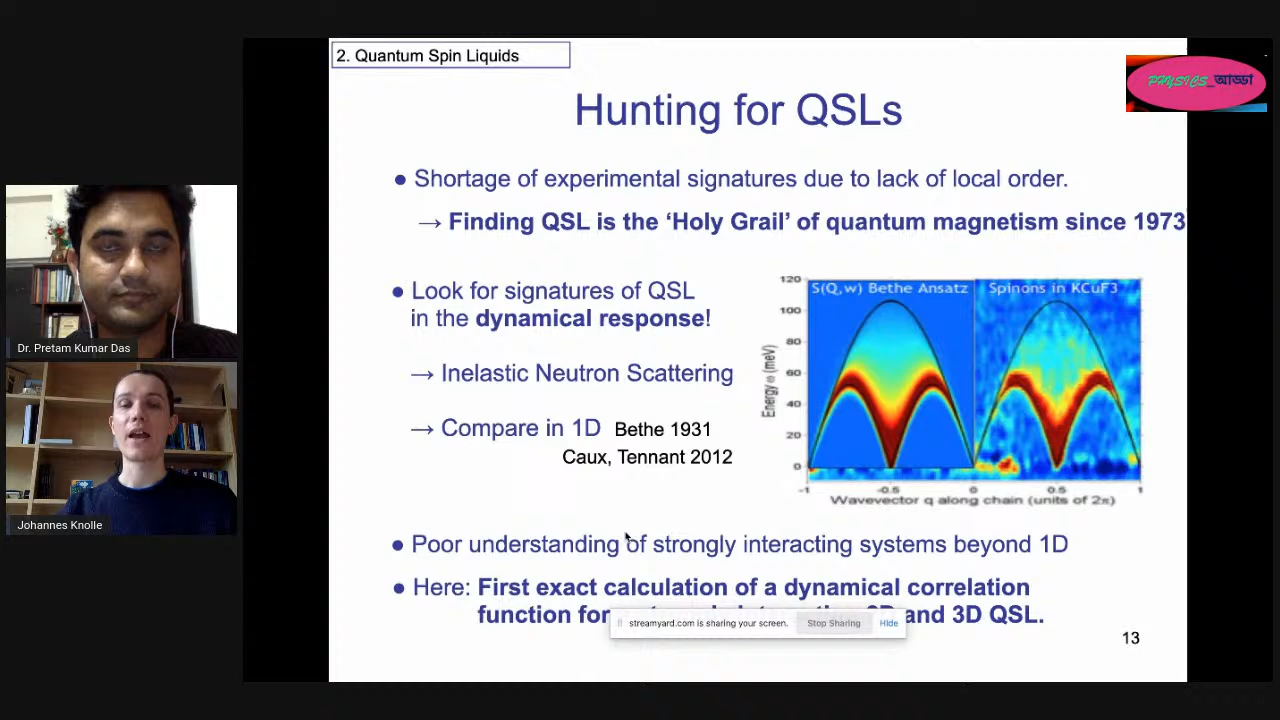 2. Quantum Spin Liquids
PHYSICS_আড্ডা
Hunting for QSLs
● Shortage of experimental signatures due to lack of local order.
→ Finding QSL is the ‘Holy Grail’ of quantum magnetism since 1973
● Look for signatures of QSL
in the dynamical response!
→ Inelastic Neutron Scattering
→ Compare in 1D Bethe 1931
Caux, Tennant 2012
S(Q,w) Bethe Ansatz
Spinons in KCuF3
120
100
80
60
40
20
0
Energy ω (meV)
-1 -0.5 0 0.5 1
Wavevector q along chain (units of 2π)
● Poor understanding of strongly interacting systems beyond 1D
● Here: First exact calculation of a dynamical correlation
function for and 3D QSL.
streamyard.com is sharing your screen. Stop Sharing Hide
13
Dr. Pretam Kumar Das
Johannes Knolle